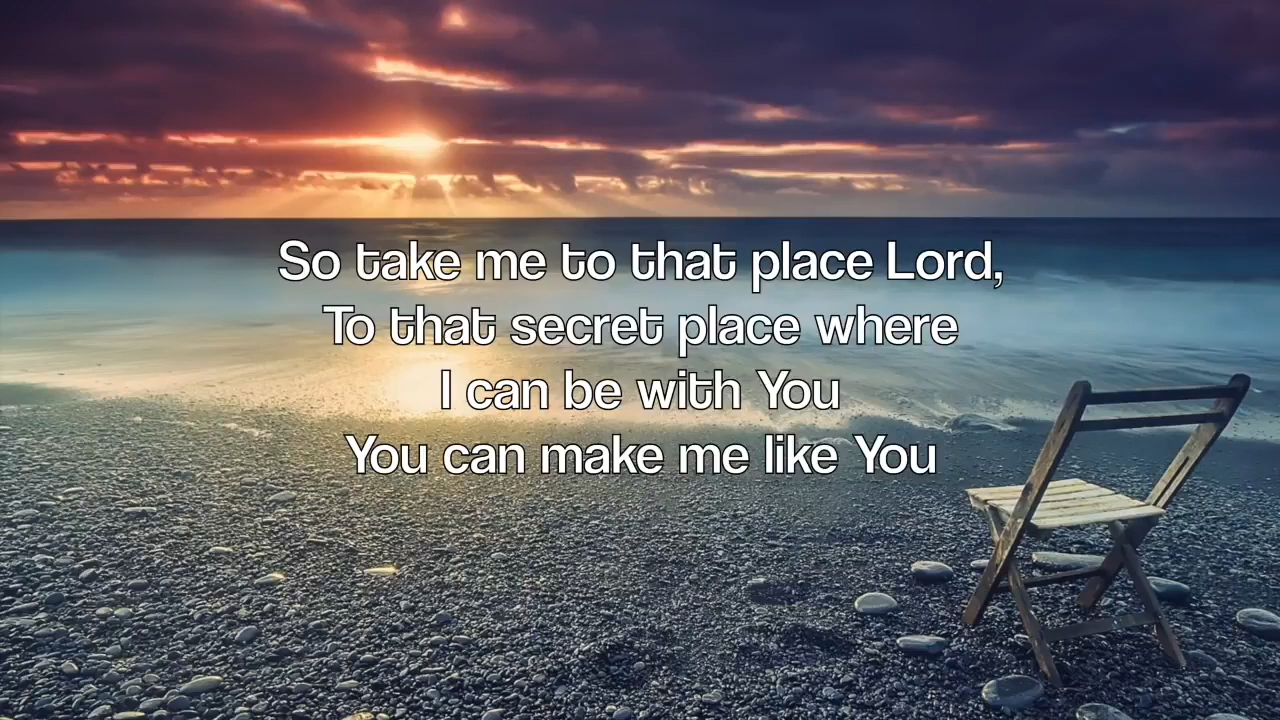 So take me to that place Lord,
To that secret place where
I can be with You
You can make me like You